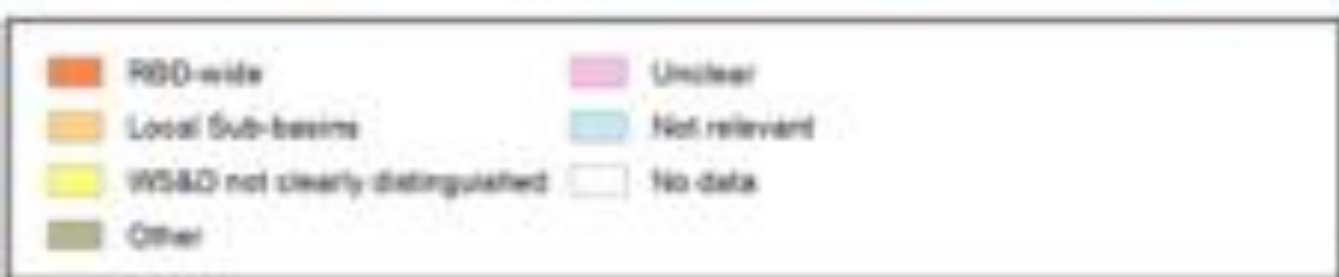 RBD-wide
Local Sub-basins
WS&D not clearly distinguished
Other
Unclear
Not relevant
No data